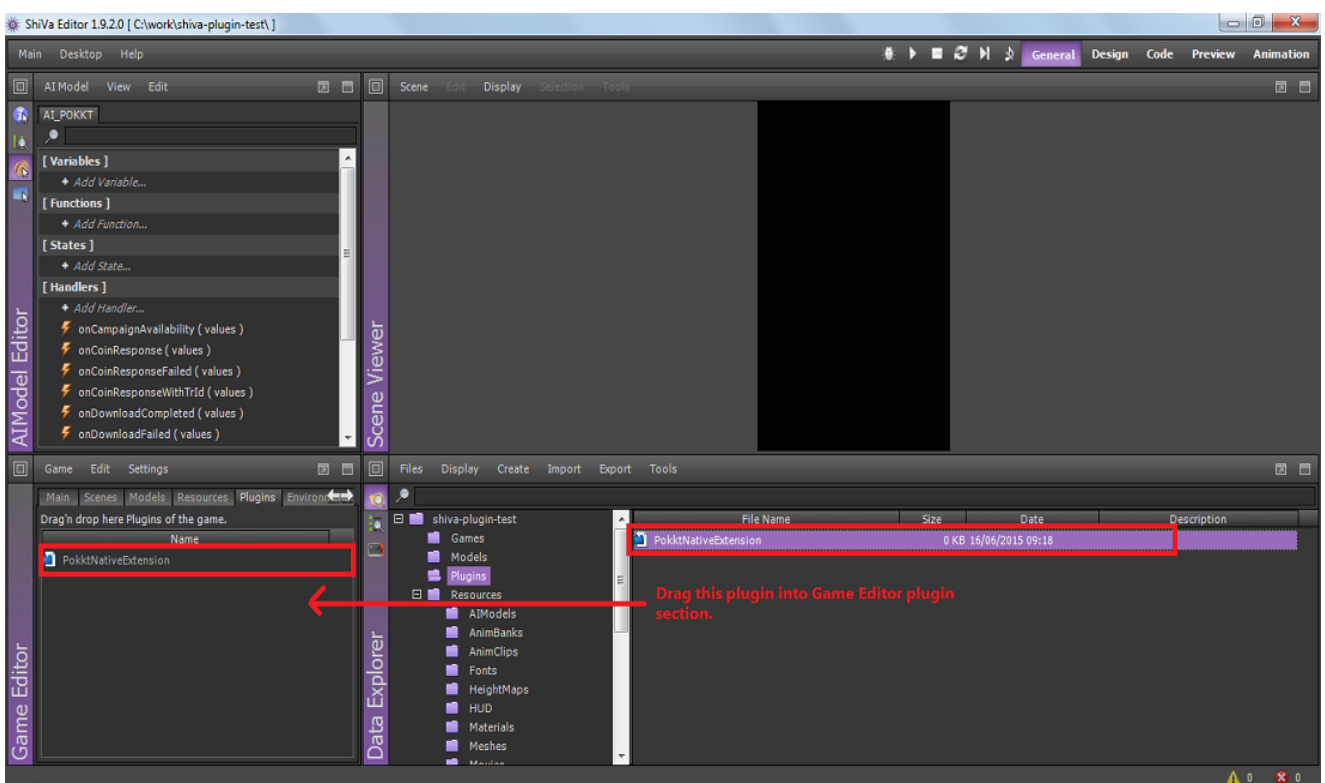 ShiVa Editor 1.9.2.0 [ C:\work\shiva-plugin-test\ ]
Main Desktop Help
General Design Code Preview Animation
AI Model View Edit
AI_POKKT
[ Variables ]
+ Add Variable...
[ Functions ]
+ Add Function...
[ States ]
+ Add State...
[ Handlers ]
+ Add Handler...
onCampaignAvailability ( values )
onCoinResponse ( values )
onCoinResponseFailed ( values )
onCoinResponseWithTrId ( values )
onDownloadCompleted ( values )
onDownloadFailed ( values )
AIModel Editor
Scene Edit Display Selection Tools
Scene Viewer
Game Edit Settings
Main Scenes Models Resources Plugins
Drag'n drop here Plugins of the game.
Name
PokktNativeExtension
Game Editor
Files Display Create Import Export Tools
shiva-plugin-test
Games
Models
Plugins
Resources
AIModels
AnimBanks
AnimClips
Fonts
HeightMaps
HUD
Materials
Meshes
File Name Size Date Description
PokktNativeExtension 0 KB 16/06/2015 09:18
Drag this plugin into Game Editor plugin
section.
Data Explorer
0 0